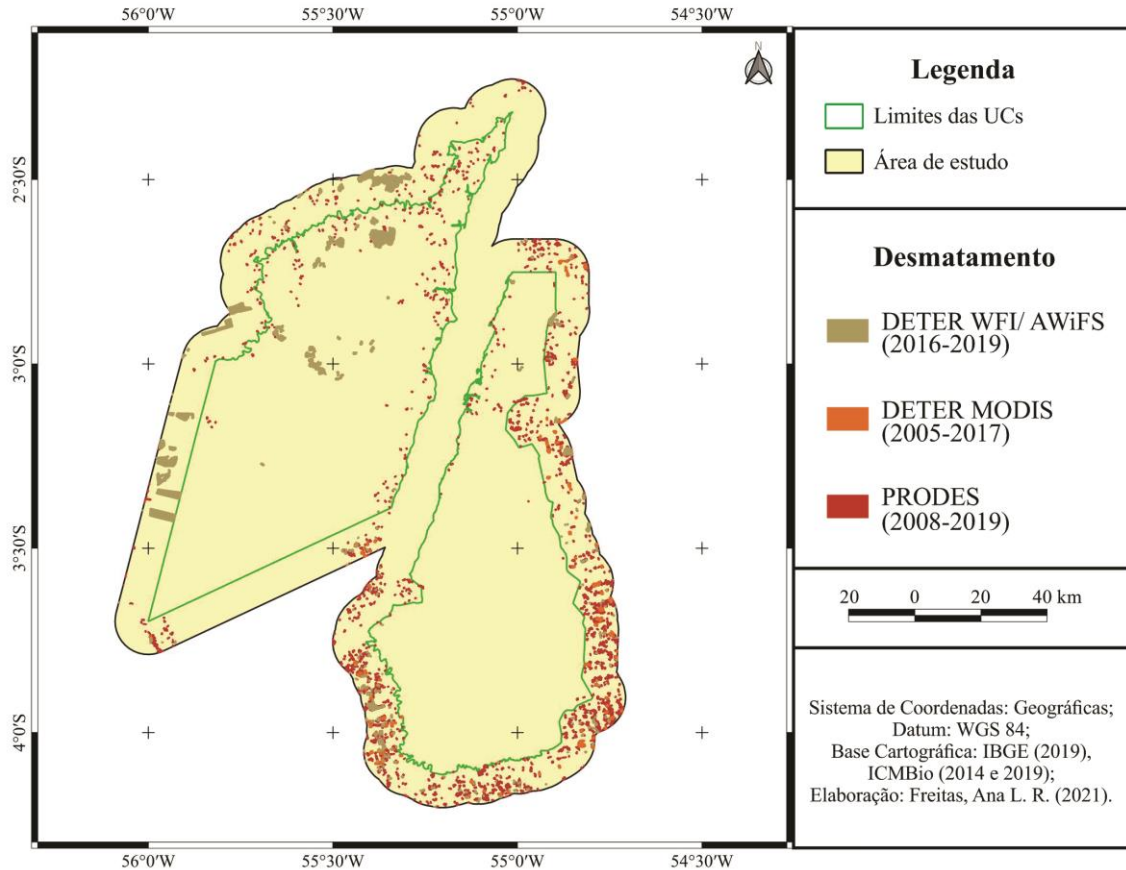 56°0'W 55°30'W 55°0'W 54°30'W
N
2°30'S
3°0'S
3°30'S
4°0'S
56°0'W 55°30'W 55°0'W 54°30'W
Legenda
Limites das UCs
Área de estudo
Desmatamento
DETER WFI/ AWiFS
(2016-2019)
DETER MODIS
(2005-2017)
PRODES
(2008-2019)
20 0 20 40 km
Sistema de Coordenadas: Geográficas;
Datum: WGS 84;
Base Cartográfica: IBGE (2019),
ICMBio (2014 e 2019);
Elaboração: Freitas, Ana L. R. (2021).